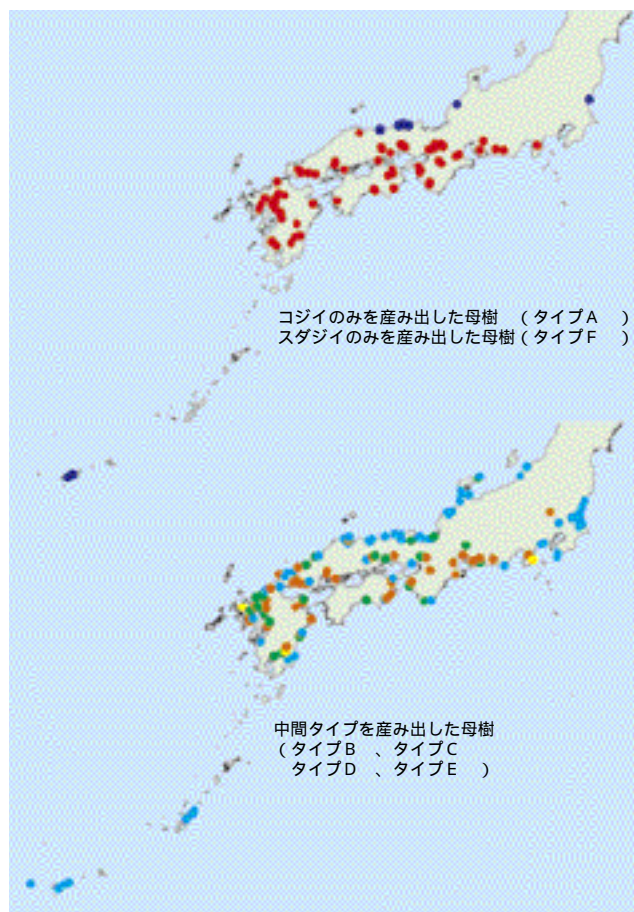 コジイのみを産み出した母樹　（タイプA　）
スダジイのみを産み出した母樹（タイプF　）
中間タイプを産み出した母樹
（タイプB　、タイプC
　タイプD　、タイプE　）